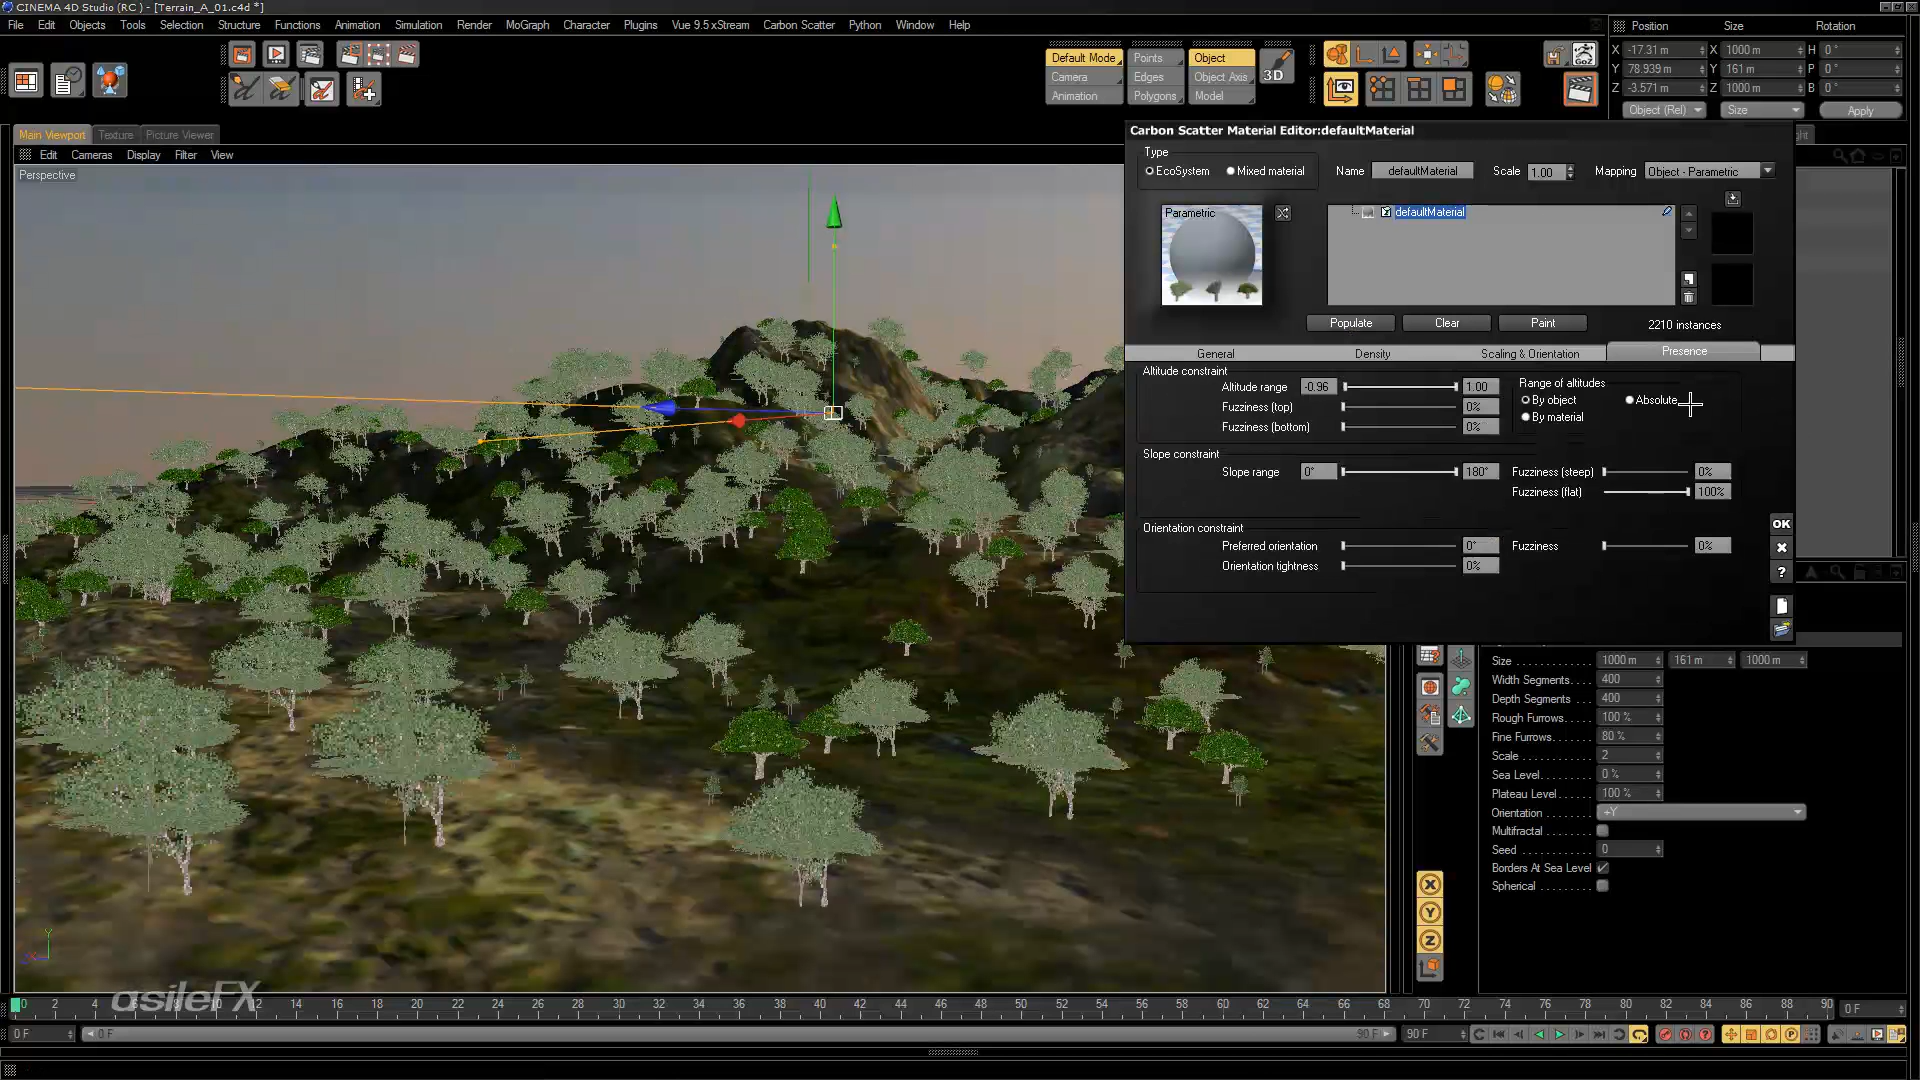 CINEMA 4D Studio (RC ) - [Terrain_A_01.c4d *]
File Edit Objects Tools Selection Structure Functions Animation Simulation Render MoGraph Character Plugins Vue 9.5 xStream Carbon Scatter Python Window Help
Default Mode Points Object
Camera Edges Object Axis
Animation Polygons Model
3D
GoZ
Position Size Rotation
X -17.31 m X 1000 m H 0 °
Y 78.939 m Y 161 m P 0 °
Z -3.571 m Z 1000 m B 0 °
Object (Rel) Size Apply
Main Viewport Texture Picture Viewer
Edit Cameras Display Filter View
Perspective
Carbon Scatter Material Editor:defaultMaterial
Type
EcoSystem Mixed material
Name defaultMaterial Scale 1.00 Mapping Object - Parametric
Parametric
defaultMaterial
Populate Clear Paint 2210 instances
General Density Scaling & Orientation Presence
Altitude constraint
Altitude range -0.96 1.00
Fuzziness (top) 0%
Fuzziness (bottom) 0%
Range of altitudes
By object Absolute
By material
Slope constraint
Slope range 0° 180° Fuzziness (steep) 0%
Fuzziness (flat) 100%
Orientation constraint
Preferred orientation 0° Fuzziness 0%
Orientation tightness 0%
OK
?
Size 1000 m 161 m 1000 m
Width Segments 400
Depth Segments 400
Rough Furrows 100 %
Fine Furrows 80 %
Scale 2
Sea Level 0 %
Plateau Level 100 %
Orientation +Y
Multifractal
Seed 0
Borders At Sea Level
Spherical
X
Y
Z
Y
asileFX
0 2 4 6 8 10 12 14 16 18 20 22 24 26 28 30 32 34 36 38 40 42 44 46 48 50 52 54 56 58 60 62 64 66 68 70 72 74 76 78 80 82 84 86 88 90 0 F
0 F 0 F 90 F 90 F